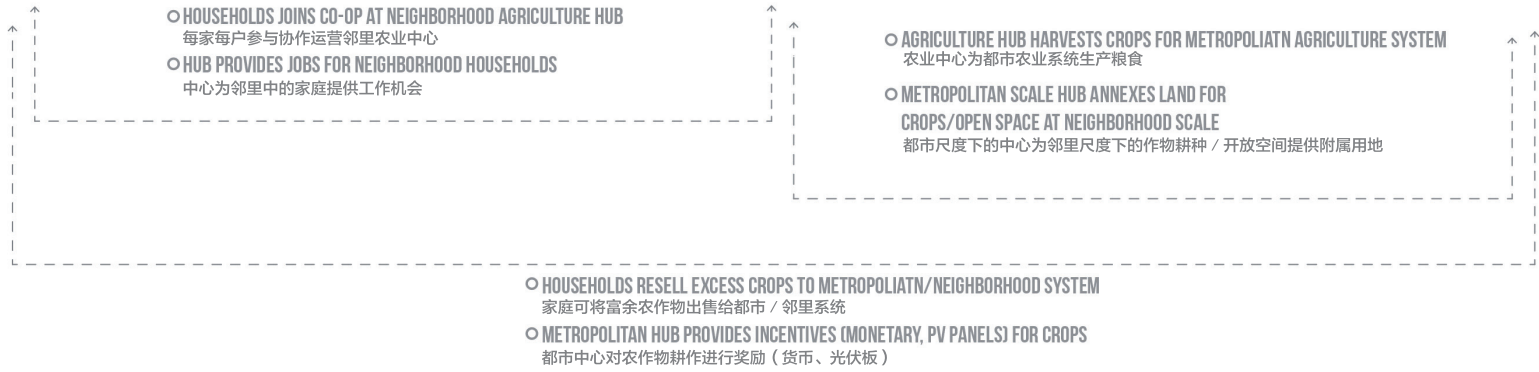 HOUSEHOLDS JOINS CO-OP AT NEIGHBORHOOD AGRICULTURE HUB
每家每户参与协作运营邻里农业中心
HUB PROVIDES JOBS FOR NEIGHBORHOOD HOUSEHOLDS
中心为邻里中的家庭提供工作机会
AGRICULTURE HUB HARVESTS CROPS FOR METROPOLIATN AGRICULTURE SYSTEM
农业中心为都市农业系统生产粮食
METROPOLITAN SCALE HUB ANNEXES LAND FOR
CROPS/OPEN SPACE AT NEIGHBORHOOD SCALE
都市尺度下的中心为邻里尺度下的作物耕种 / 开放空间提供附属用地
HOUSEHOLDS RESELL EXCESS CROPS TO METROPOLIATN/NEIGHBORHOOD SYSTEM
家庭可将富余农作物出售给都市 / 邻里系统
METROPOLITAN HUB PROVIDES INCENTIVES (MONETARY, PV PANELS) FOR CROPS
都市中心对农作物耕作进行奖励（货币、光伏板）